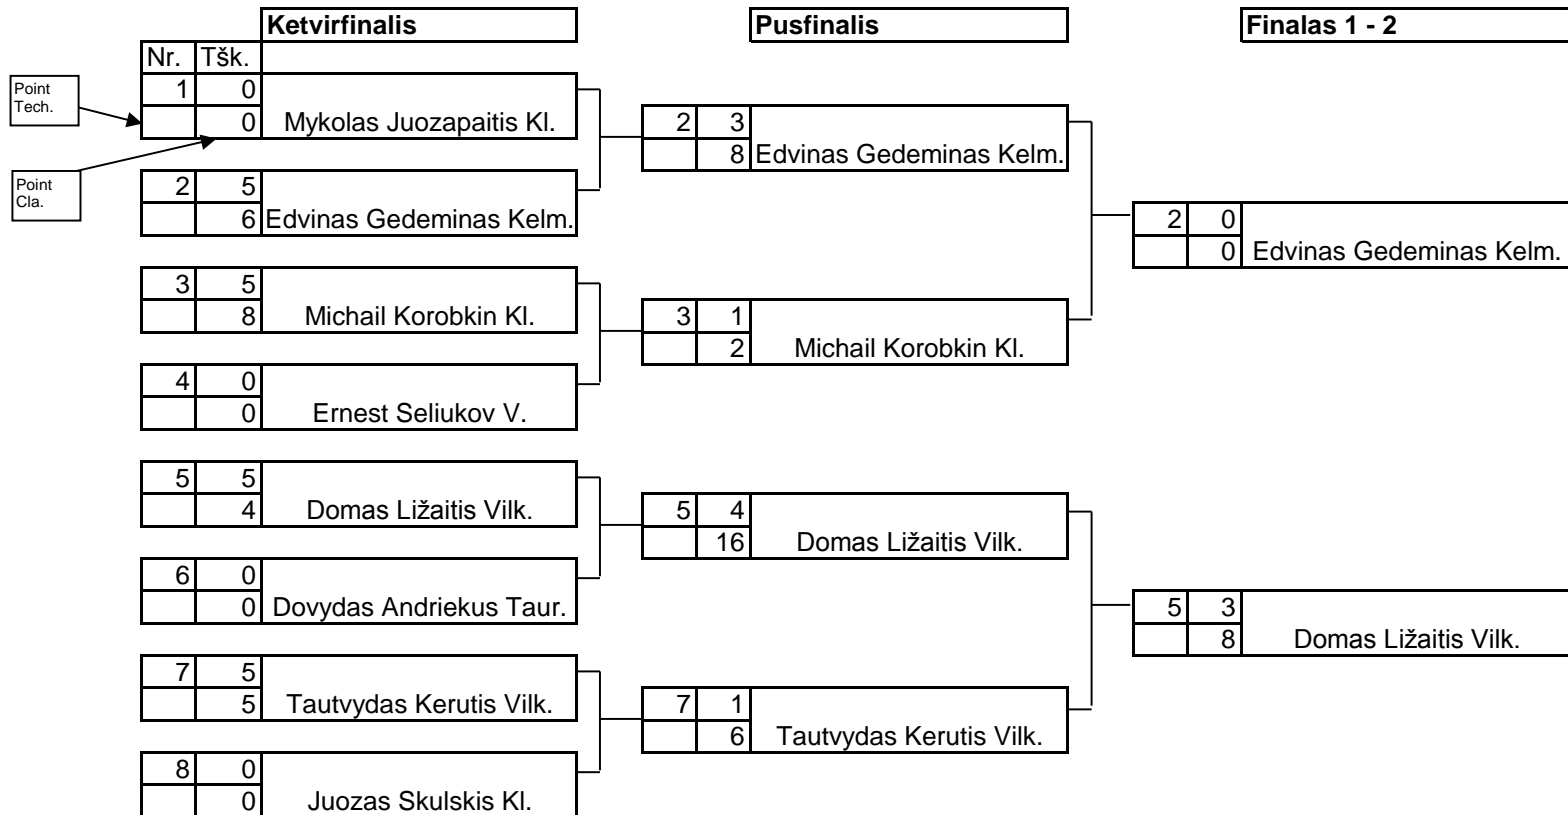 Ketvirfinalis Pusfinalis Finalas 1 - 2
Nr. Tšk.
Point
Tech.
1 0
0 Mykolas Juozapaitis Kl.
Point
Cla.
2 5
6 Edvinas Gedeminas Kelm.
3 5
8 Michail Korobkin Kl.
4 0
0 Ernest Seliukov V.
5 5
4 Domas Ližaitis Vilk.
6 0
0 Dovydas Andriekus Taur.
7 5
5 Tautvydas Kerutis Vilk.
8 0
0 Juozas Skulskis Kl.
2 3
8 Edvinas Gedeminas Kelm.
3 1
2 Michail Korobkin Kl.
5 4
16 Domas Ližaitis Vilk.
7 1
6 Tautvydas Kerutis Vilk.
2 0
0 Edvinas Gedeminas Kelm.
5 3
8 Domas Ližaitis Vilk.